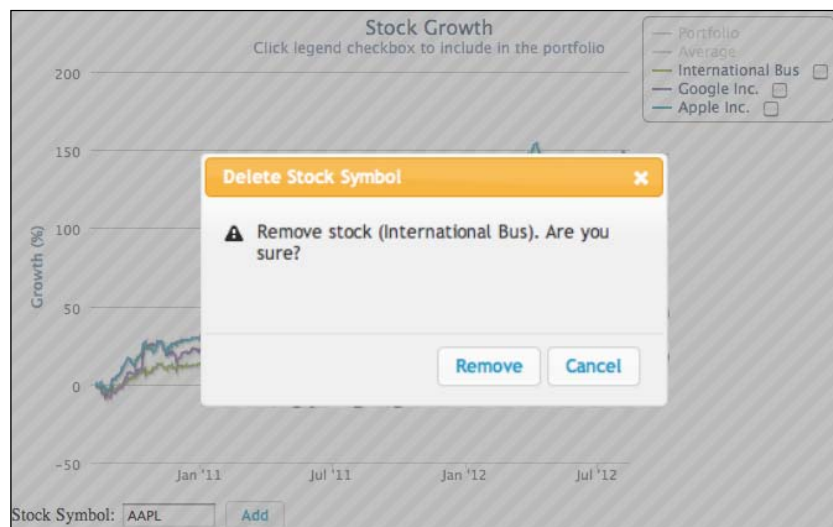 Stock Growth
Click legend checkbox to include in the portfolio
Portfolio
Average
International Bus
Google Inc.
Apple Inc.
200
150
100
50
0
-50
Growth (%)
Delete Stock Symbol
Remove stock (International Bus). Are you
sure?
Remove
Cancel
Jan '11
Jul '11
Jan '12
Jul '12
Stock Symbol:
AAPL
Add